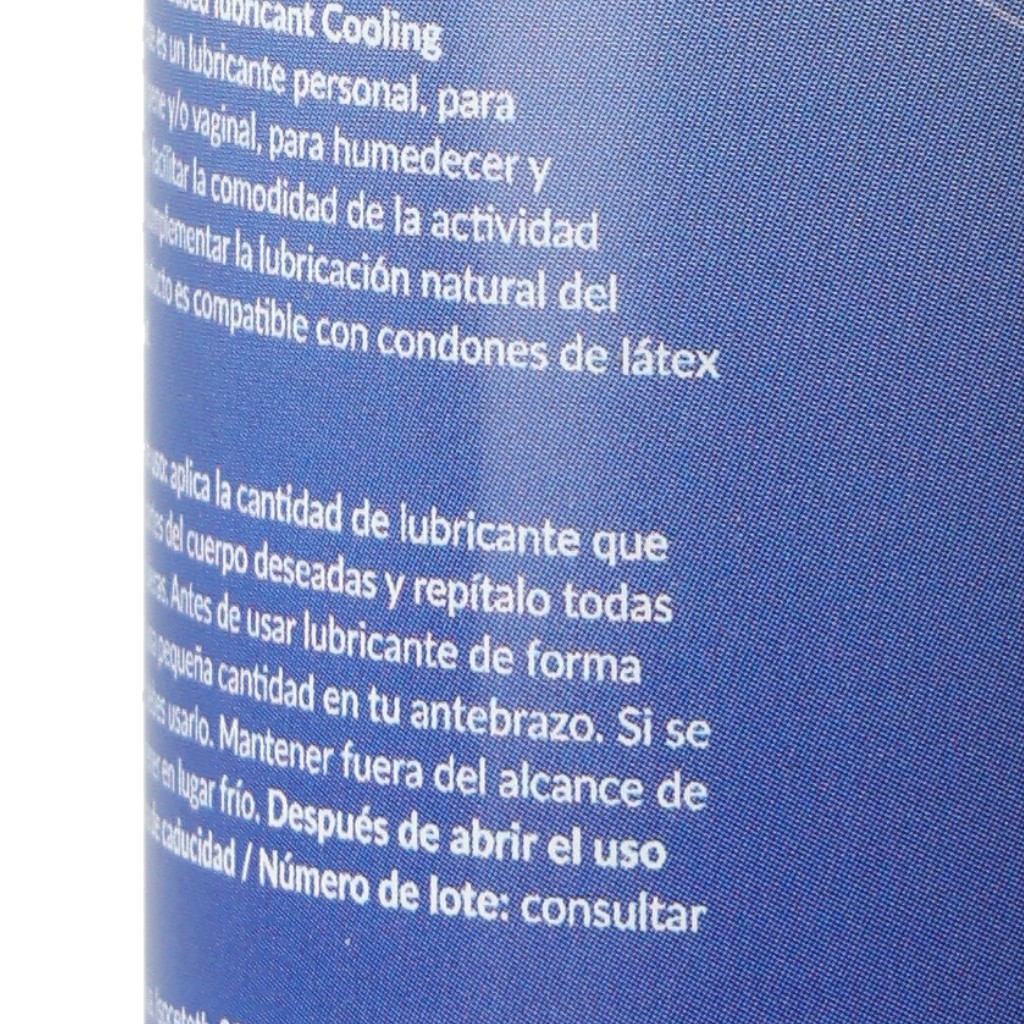 lubricant Cooling
es un lubricante personal, para
y/o vaginal, para humedecer y
facilitar la comodidad de la actividad
la lubricación natural del
es compatible con condones de látex
uso: aplica la cantidad de lubricante que
del cuerpo deseadas y repítalo todas
Antes de usar lubricante de forma
pequeña cantidad en tu antebrazo. Si se
usarlo. Mantener fuera del alcance de
en lugar frío. Después de abrir el uso
de caducidad / Número de lote: consultar